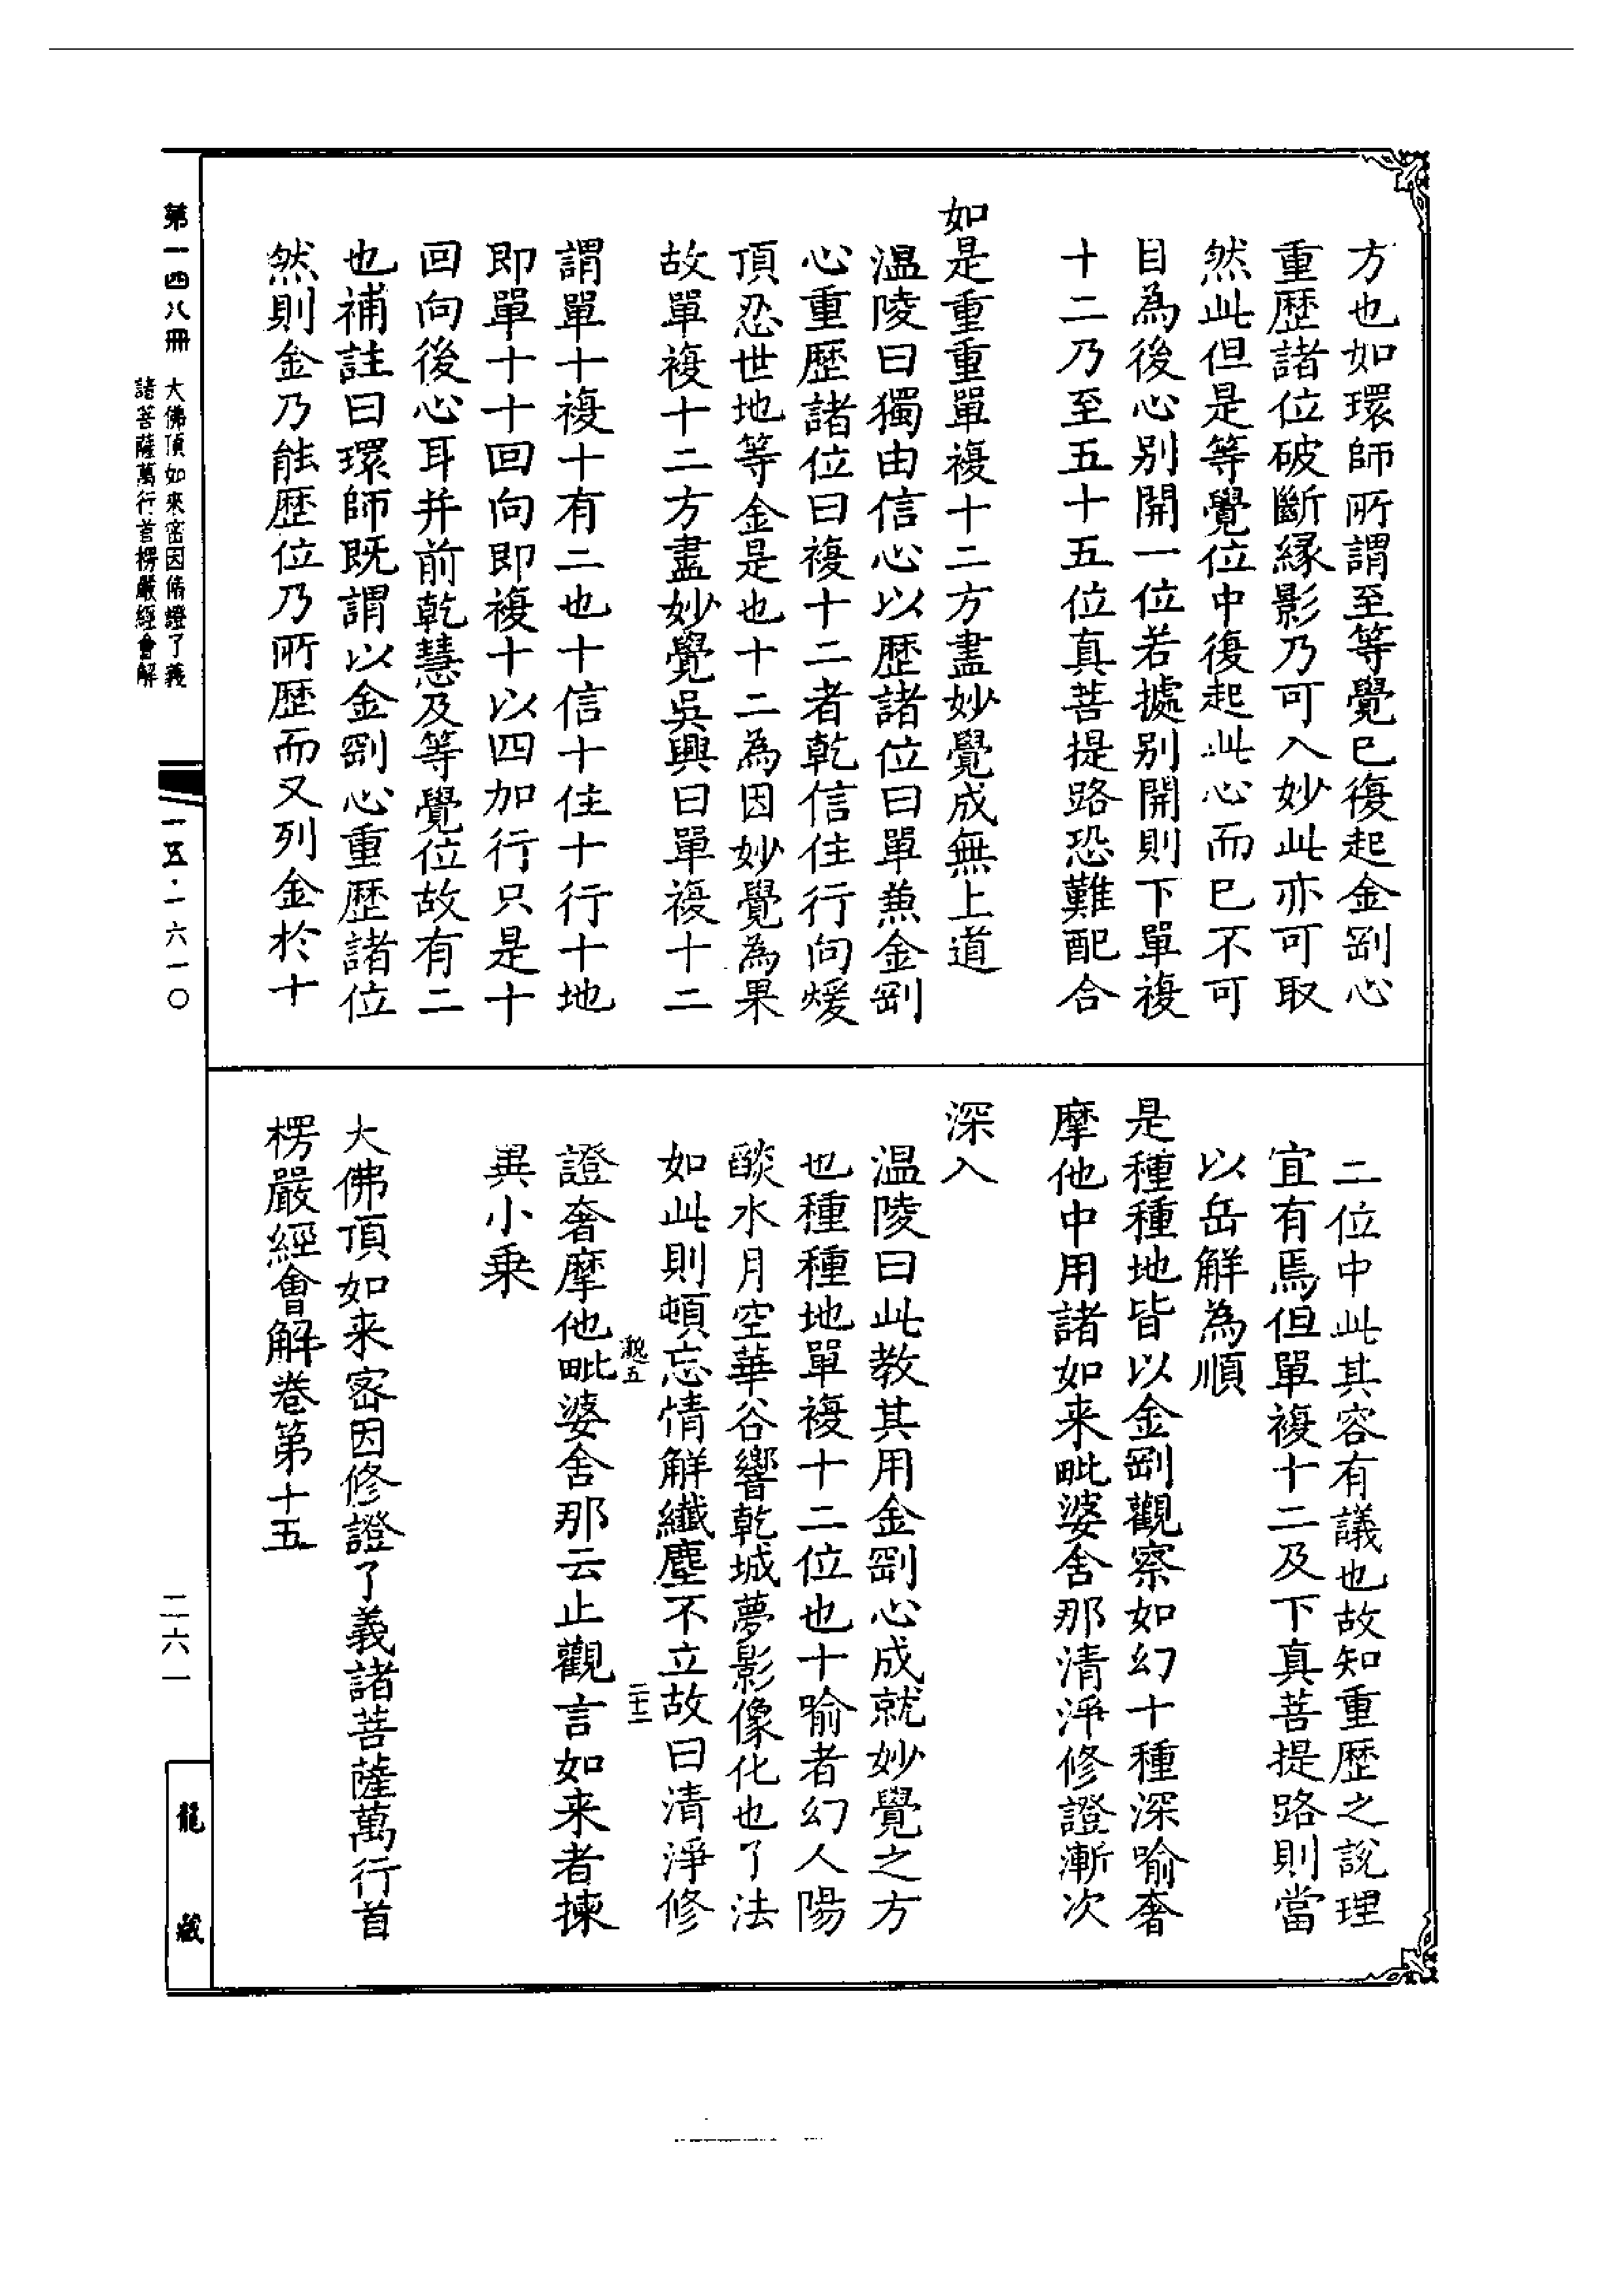 方也如環師所謂至等覺已復起金剛心
重歷諸位破斷緣影乃可入妙此亦可取
然此但是等覺位中復起此心而已不可
目為後心別開一位若據別開則下單複
十二乃至五十五位真菩提路恐難配合
如是重重單複十二方盡妙覺成無上道
溫陵曰獨由信心以歷諸位曰單兼金剛
心重歷諸位曰複十二者乾信住行向煖
頂忍世地等金是也十二為因妙覺為果
故單複十二方盡妙覺吳興曰單複十二
謂單十複十有二也十信十住十行十地
即單十十回向即複十以四加行只是十
回向後心耳并前乾慧及等覺位故有二
也補註曰環師既謂以金剛心重歷諸位
然則金乃能歷位乃所歷而又列金於十
二位中此其容有議也故知重歷之說理
宜有焉但單複十二及下真菩提路則當
以岳解為順
是種種地皆以金剛觀察如幻十種深喻奢
摩他中用諸如来毗婆舍那清淨修證漸次
深入
溫陵曰此教其用金剛心成就妙覺之方
也種種地單複十二位也十喻者幻人陽
燄水月空華谷響乾城夢影像化也了法
如此則頓忘情解纖塵不立故曰清淨修
證奢摩他毗婆舍那云止觀言如来者揀
異小乗
大佛頂如来密因修證了義諸菩薩萬行首
楞嚴經會解卷第十五
五
二十二
第一四八冊
大佛頂如來密因脩證了義
諸菩薩萬行首楞嚴經會解
一五·一六一〇
二六一
龍藏